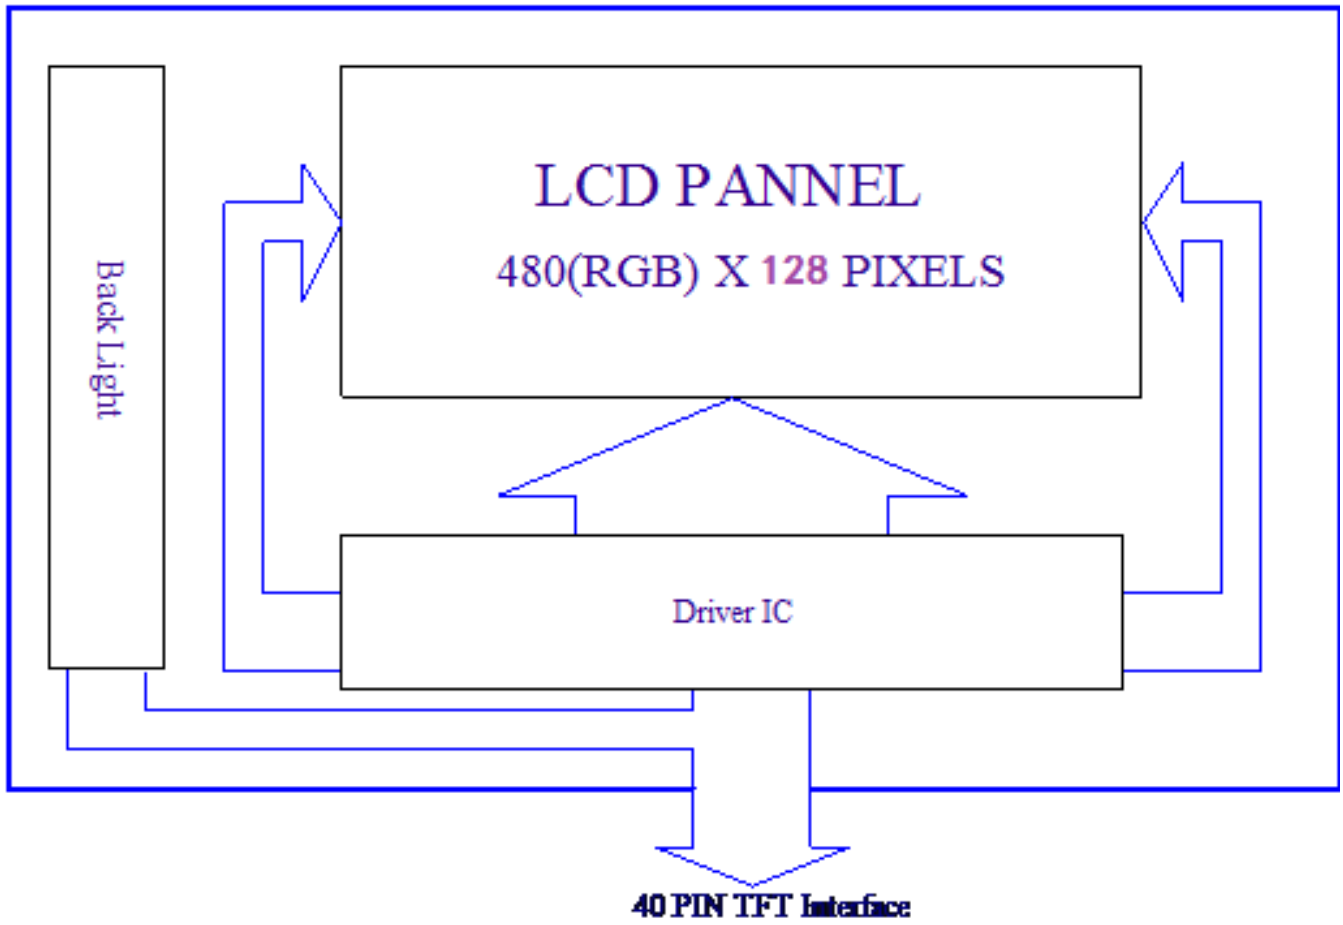 LCD PANNEL
480(RGB) X 128 PIXELS
Back Light
Driver IC
40 PIN TFT Interface